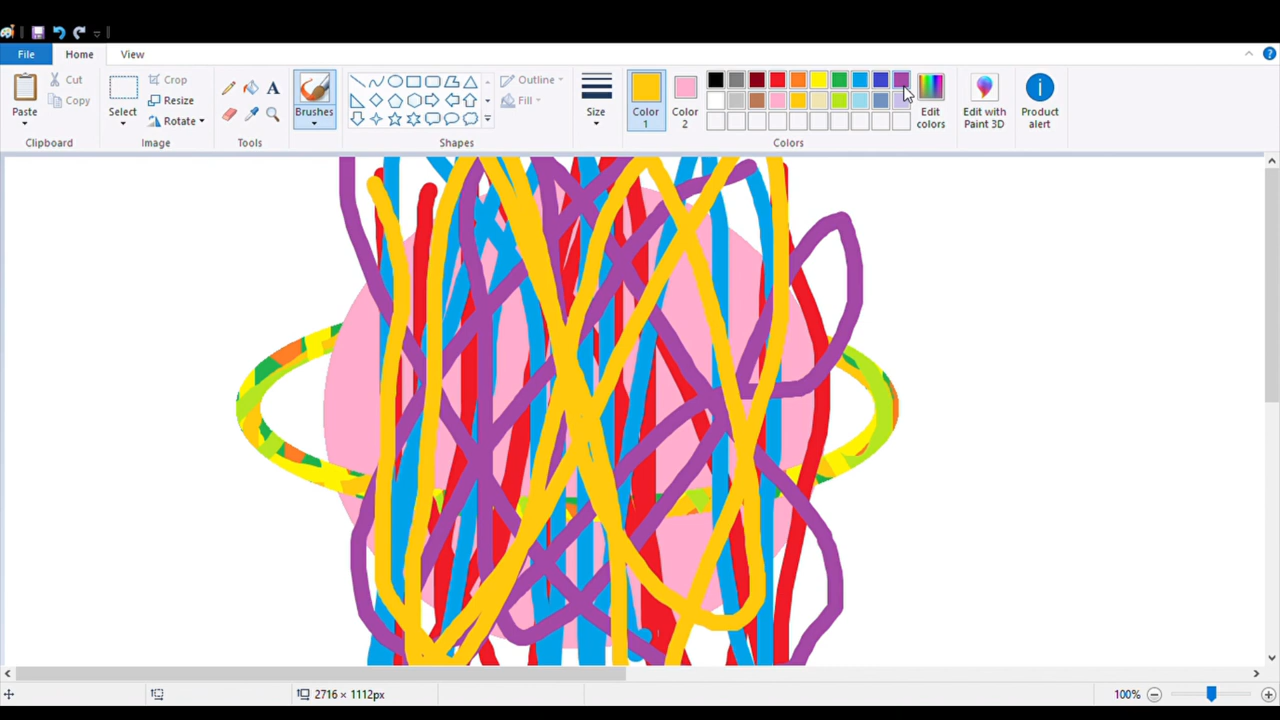 File Home View
Paste
Cut
Copy
Clipboard
Select
Crop
Resize
Rotate
Image
A
Tools
Brushes
Outline
Fill
Shapes
Size
Color 1
Color 2
Edit colors
Colors
Edit with Paint 3D
Product alert
2716 × 1112px
100%